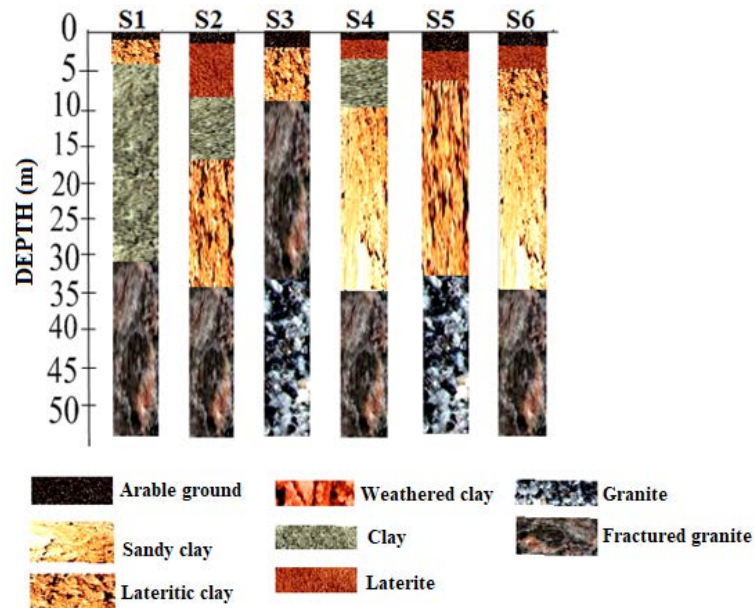 S1 S2 S3 S4 S5 S6
0
5
10
15
20
25
30
35
40
45
50
DEPTH (m)
Arable ground
Weathered clay
Granite
Sandy clay
Clay
Fractured granite
Lateritic clay
Laterite